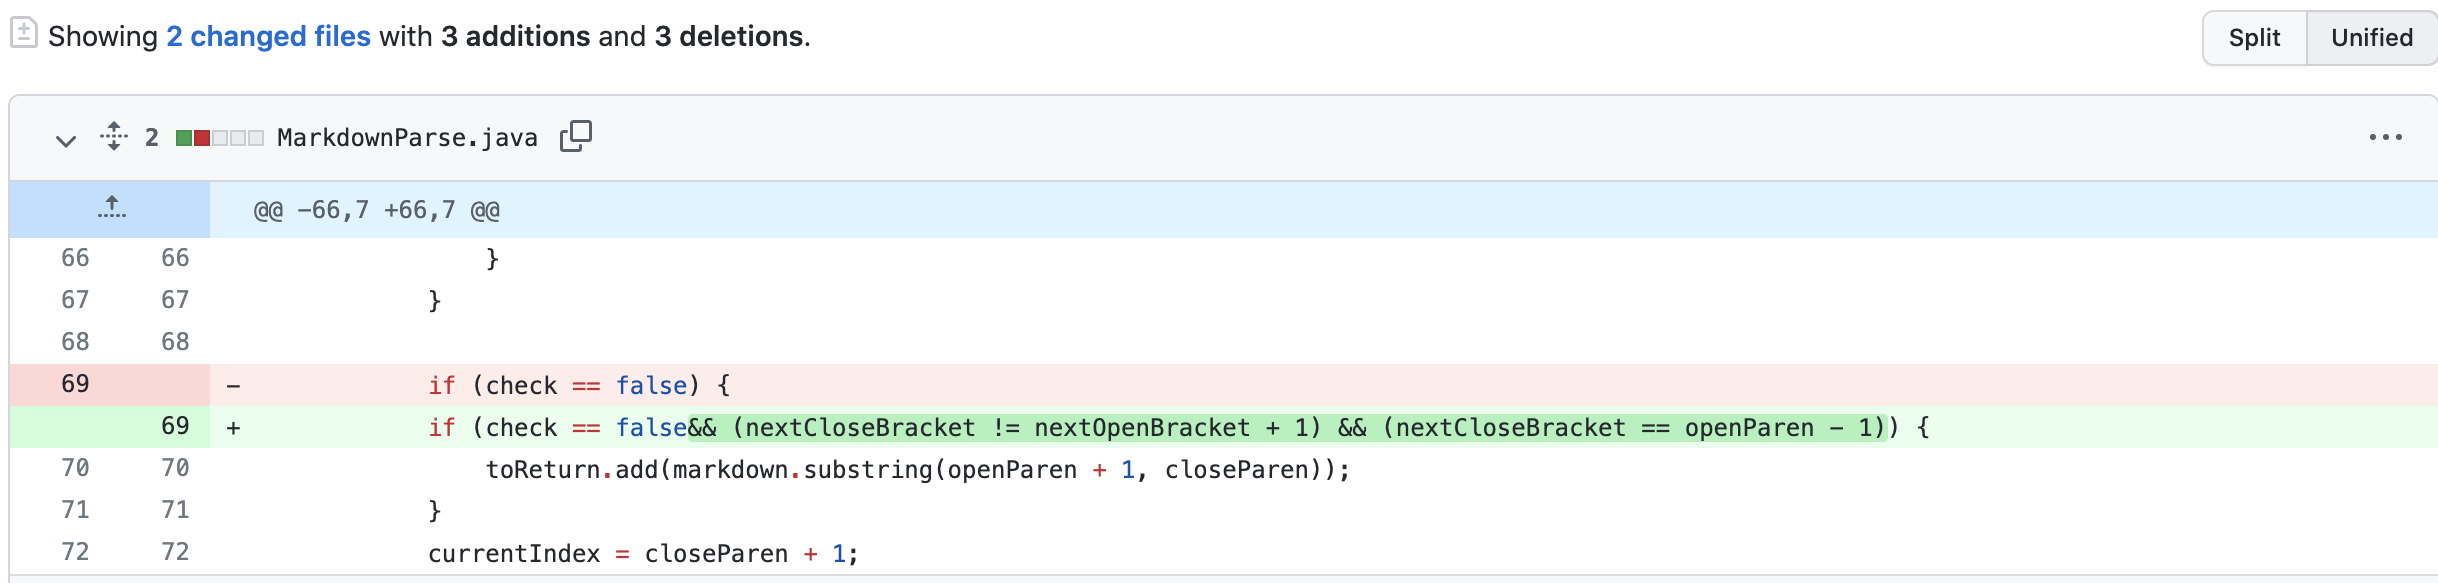 Showing 2 changed files with 3 additions and 3 deletions.
Split Unified
2 MarkdownParse.java
@@ -66,7 +66,7 @@
66 66 }
67 67 }
68 68
69 - if (check == false) {
69 + if (check == false&& (nextCloseBracket != nextOpenBracket + 1) && (nextCloseBracket == openParen - 1)) {
70 70 toReturn.add(markdown.substring(openParen + 1, closeParen));
71 71 }
72 72 currentIndex = closeParen + 1;